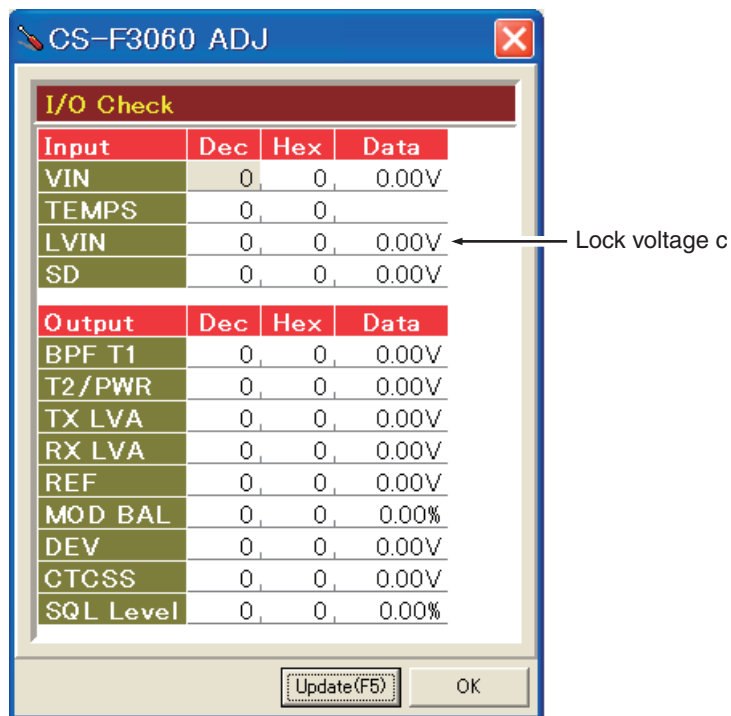 CS-F3060 ADJ
I/O Check
Input Dec Hex Data
VIN 0 0 0.00V
TEMPS 0 0
LVIN 0 0 0.00V
Lock voltage c
SD 0 0 0.00V
Output Dec Hex Data
BPF T1 0 0 0.00V
T2/PWR 0 0 0.00V
TX LVA 0 0 0.00V
RX LVA 0 0 0.00V
REF 0 0 0.00V
MOD BAL 0 0 0.00%
DEV 0 0 0.00V
CTCSS 0 0 0.00V
SQL Level 0 0 0.00%
Update(F5) OK